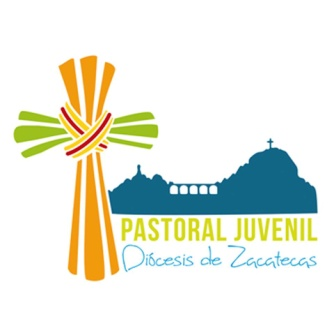 PASTORAL JUVENIL
Diócesis de Zacatecas